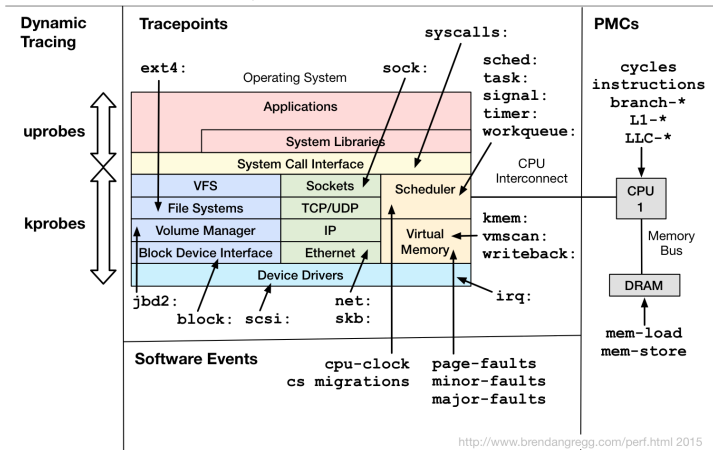 Dynamic
Tracing
Tracepoints
PMCs
syscalls:
ext4:
Operating System
sock:
sched:
task:
signal:
timer:
workqueue:
cycles
instructions
branch-*
L1-*
LLC-*
uprobes
kprobes
Applications
System Libraries
System Call Interface
VFS
Sockets
Scheduler
File Systems
TCP/UDP
Volume Manager
IP
Virtual
Memory
Block Device Interface
Ethernet
Device Drivers
CPU
Interconnect
CPU
1
kmem:
vmscan:
writeback:
Memory
Bus
DRAM
jbd2:
block:
scsi:
net:
skb:
irq:
mem-load
mem-store
Software Events
cpu-clock
cs migrations
page-faults
minor-faults
major-faults
http://www.brendangregg.com/perf.html 2015